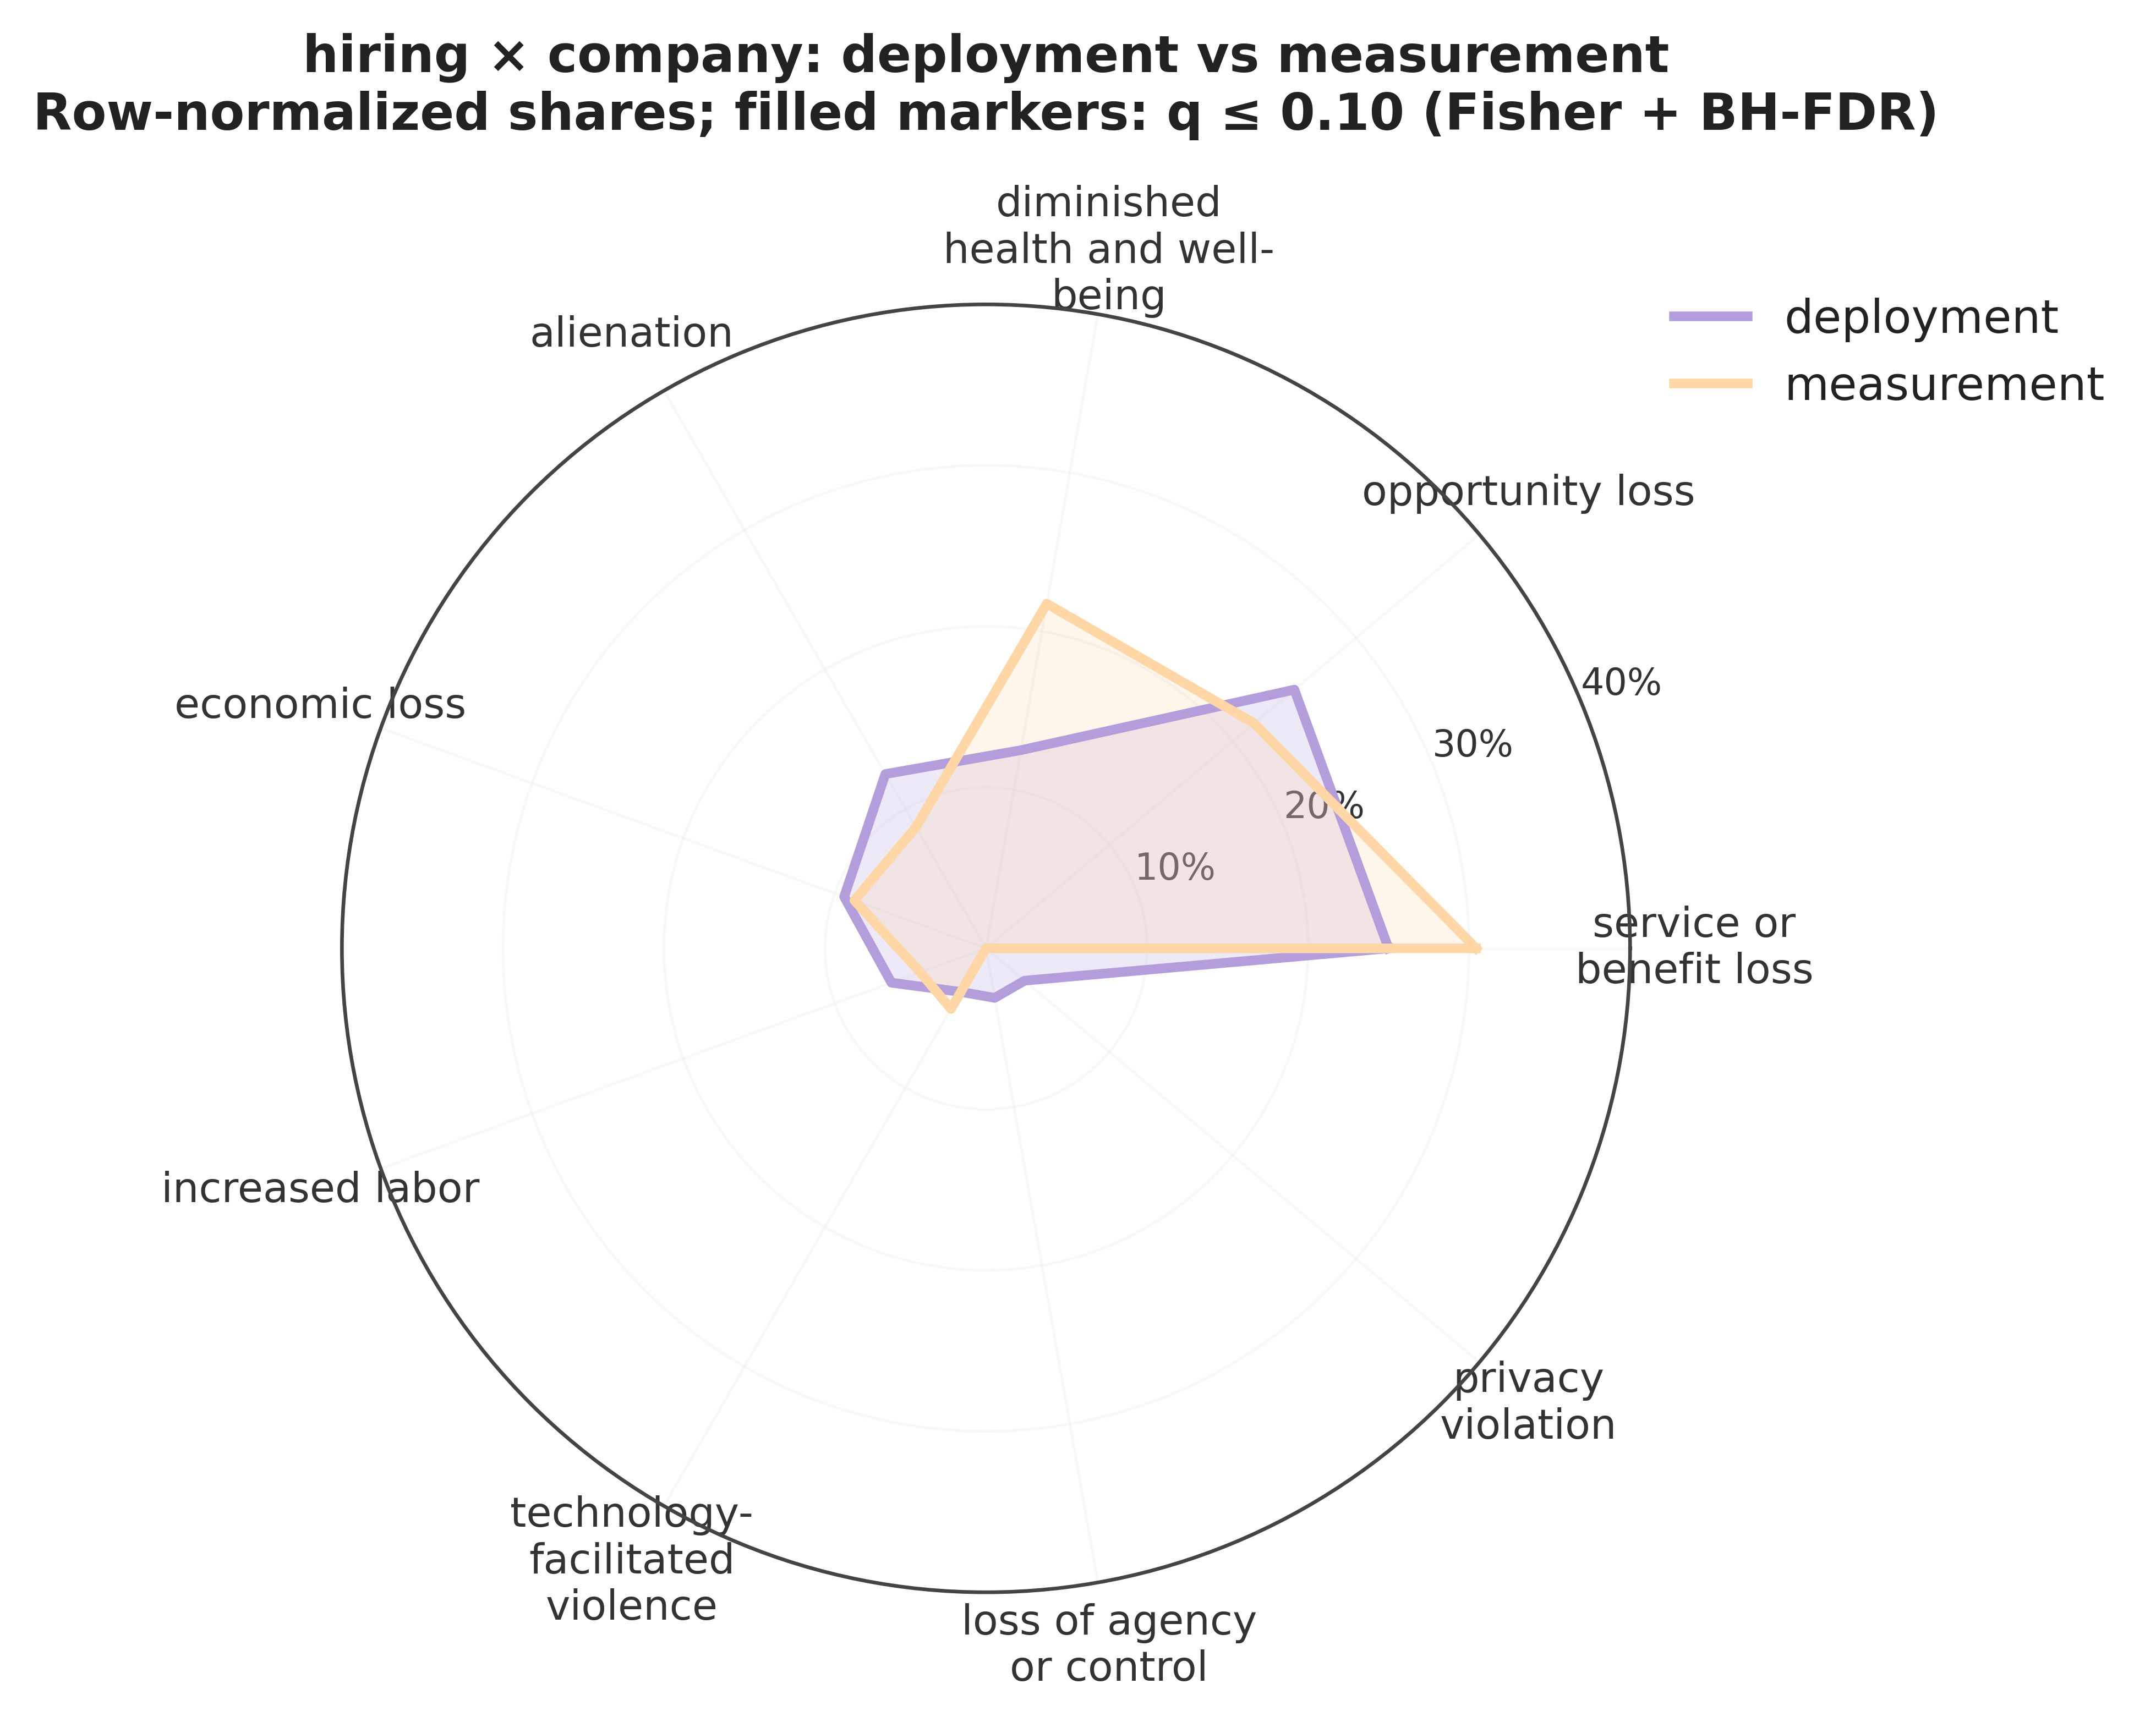 hiring × company: deployment vs measurement
Row-normalized shares; filled markers: q ≤ 0.10 (Fisher + BH-FDR)
diminished
health and well-
being
deployment
measurement
alienation
opportunity loss
40%
economic loss
30%
20%
10%
service or
benefit loss
increased labor
privacy
violation
technology-
facilitated
violence
loss of agency
or control